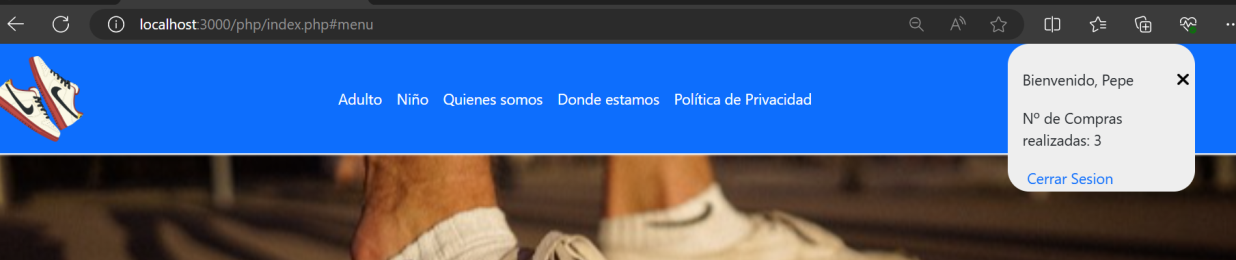 localhost:3000/php/index.php#menu
Adulto Niño Quienes somos Donde estamos Política de Privacidad
Bienvenido, Pepe
Nº de Compras
realizadas: 3
Cerrar Sesion